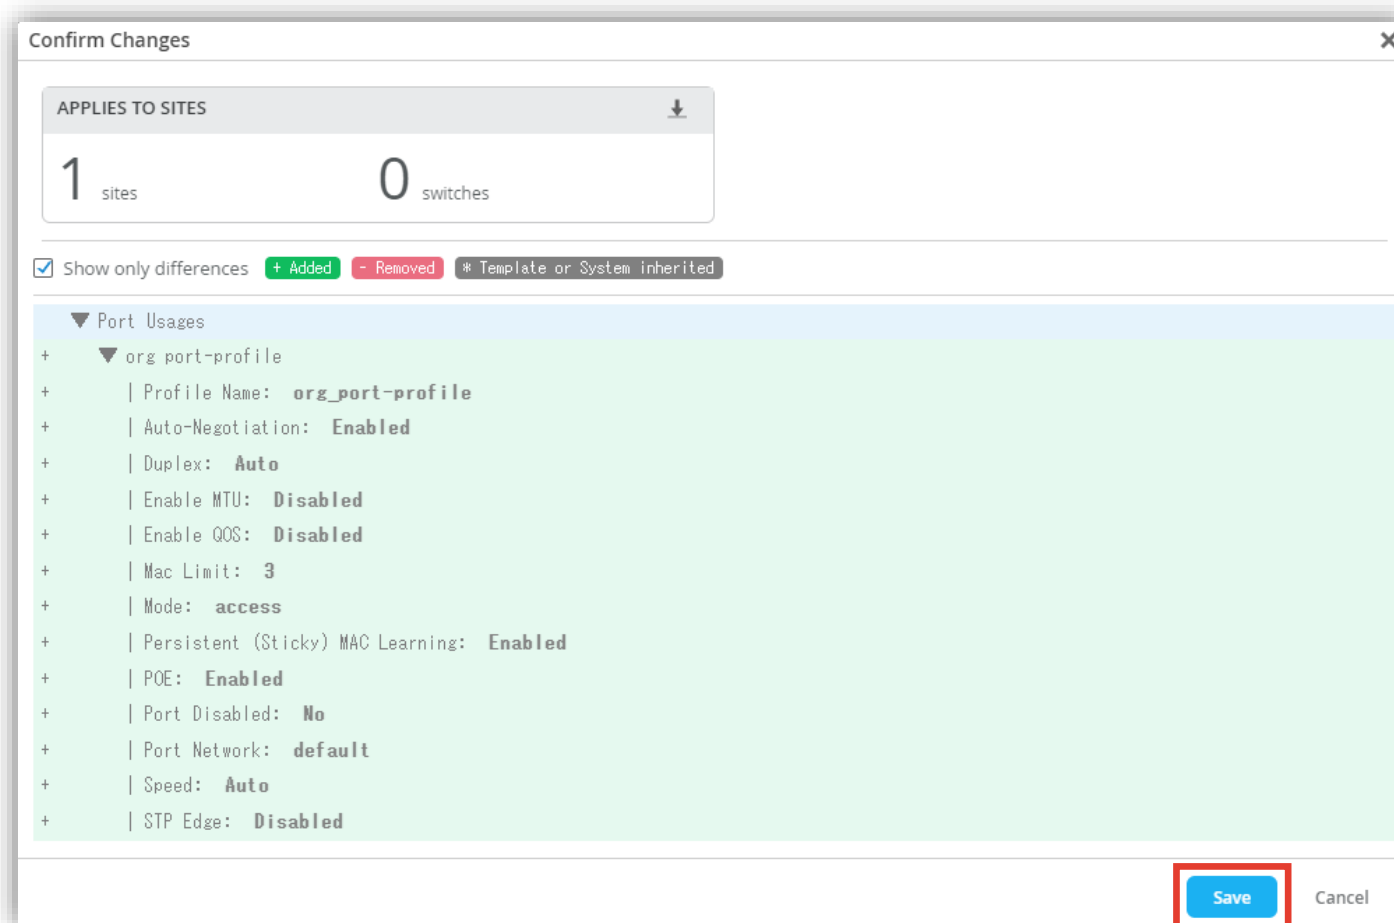 Confirm Changes
APPLIES TO SITES
1 sites 0 switches
Show only differences + Added - Removed * Template or System inherited
Port Usages
+ org port-profile
+ | Profile Name: org_port-profile
+ | Auto-Negotiation: Enabled
+ | Duplex: Auto
+ | Enable MTU: Disabled
+ | Enable QOS: Disabled
+ | Mac Limit: 3
+ | Mode: access
+ | Persistent (Sticky) MAC Learning: Enabled
+ | POE: Enabled
+ | Port Disabled: No
+ | Port Network: default
+ | Speed: Auto
+ | STP Edge: Disabled
Save Cancel